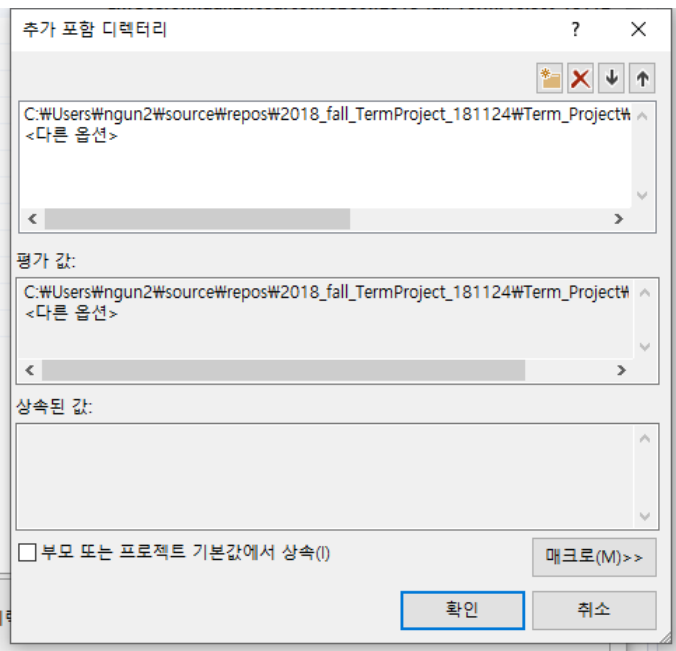 추가 포함 디렉터리
?
C:₩Users₩ngun2₩source₩repos₩2018_fall_TermProject_181124₩Term_Project₩
<다른 옵션>
평가 값:
C:₩Users₩ngun2₩source₩repos₩2018_fall_TermProject_181124₩Term_Project₩
<다른 옵션>
상속된 값:
부모 또는 프로젝트 기본값에서 상속(I)
매크로(M)>>
확인
취소